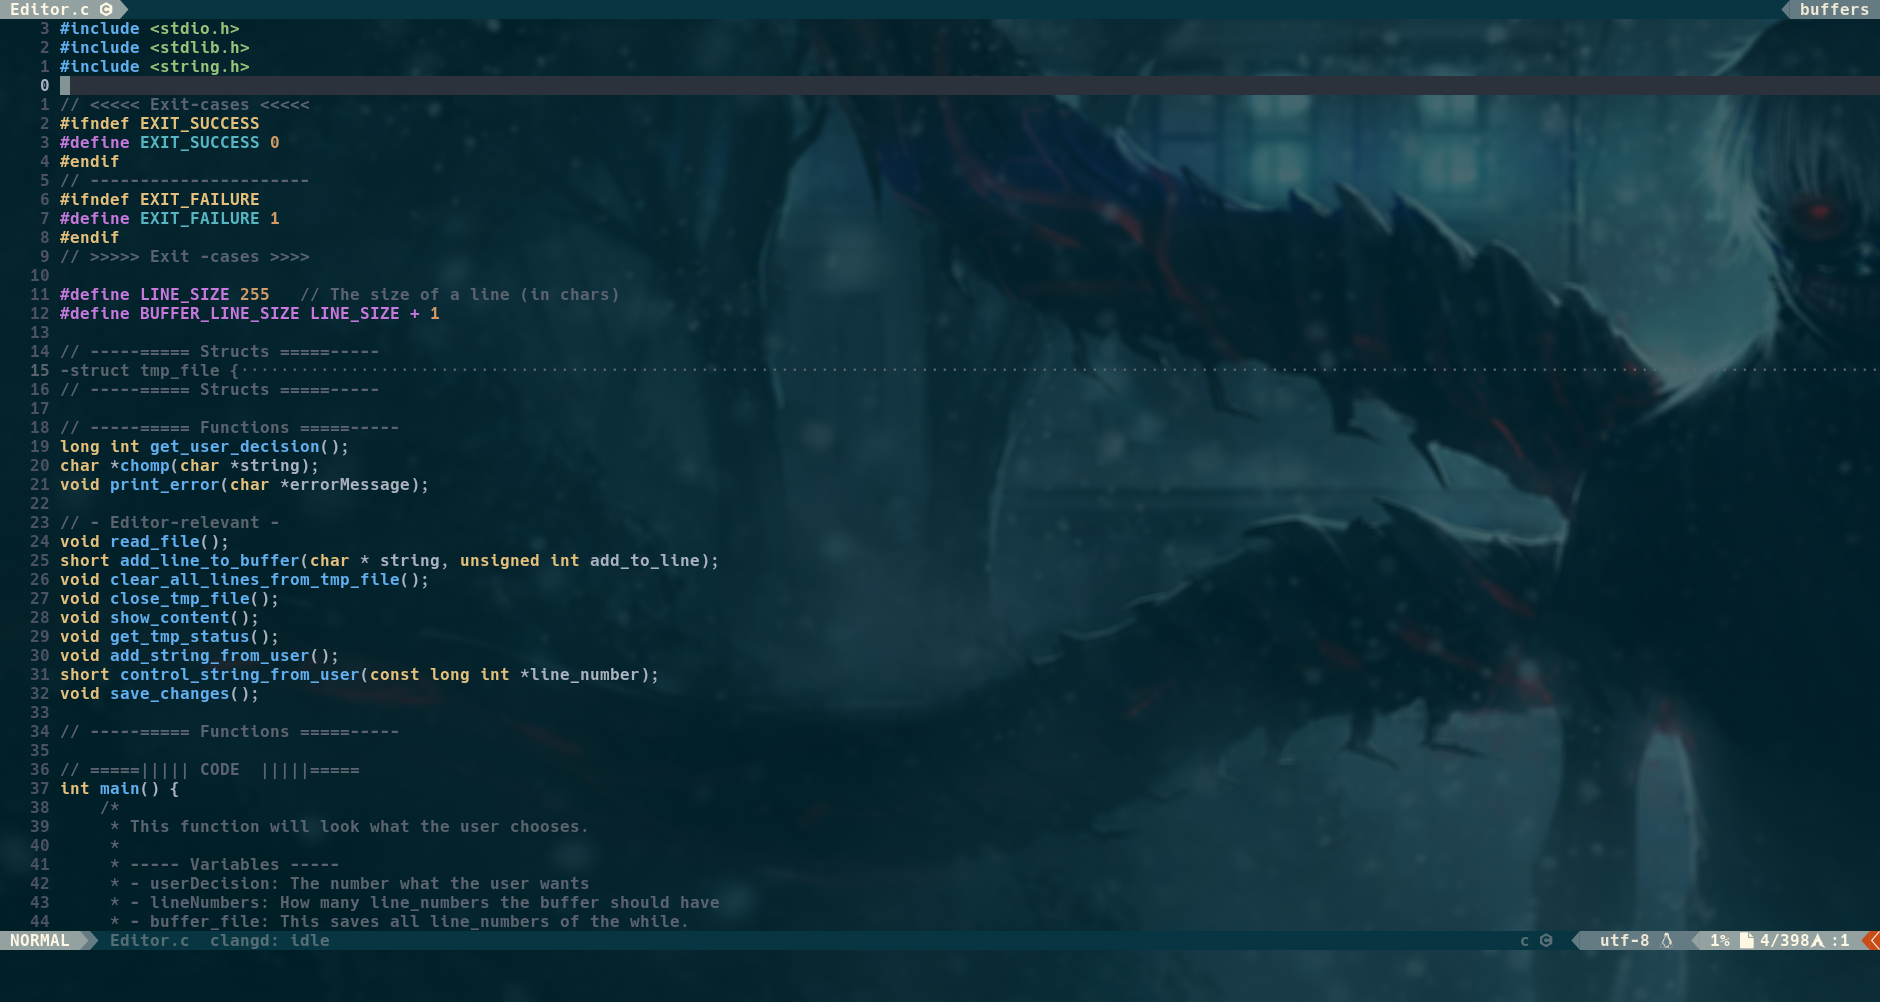 Editor.c buffers
3 #include <stdio.h>
2 #include <stdlib.h>
1 #include <string.h>
0
1 // <<<<< Exit-cases <<<<<
2 #ifndef EXIT_SUCCESS
3 #define EXIT_SUCCESS 0
4 #endif
5 // ----------------------
6 #ifndef EXIT_FAILURE
7 #define EXIT_FAILURE 1
8 #endif
9 // >>>>> Exit -cases >>>>
10
11 #define LINE_SIZE 255   // The size of a line (in chars)
12 #define BUFFER_LINE_SIZE LINE_SIZE + 1
13
14 // -----===== Structs =====-----
15 -struct tmp_file {····································································································································································
16 // -----===== Structs =====-----
17
18 // -----===== Functions =====-----
19 long int get_user_decision();
20 char *chomp(char *string);
21 void print_error(char *errorMessage);
22
23 // - Editor-relevant -
24 void read_file();
25 short add_line_to_buffer(char * string, unsigned int add_to_line);
26 void clear_all_lines_from_tmp_file();
27 void close_tmp_file();
28 void show_content();
29 void get_tmp_status();
30 void add_string_from_user();
31 short control_string_from_user(const long int *line_number);
32 void save_changes();
33
34 // -----===== Functions =====-----
35
36 // =====||||| CODE  |||||=====
37 int main() {
38     /*
39      * This function will look what the user chooses.
40      *
41      * ----- Variables -----
42      * - userDecision: The number what the user wants
43      * - lineNumbers: How many line_numbers the buffer should have
44      * - buffer_file: This saves all line_numbers of the while.
NORMAL Editor.c  clangd: idle c utf-8 1% 4/398 :1